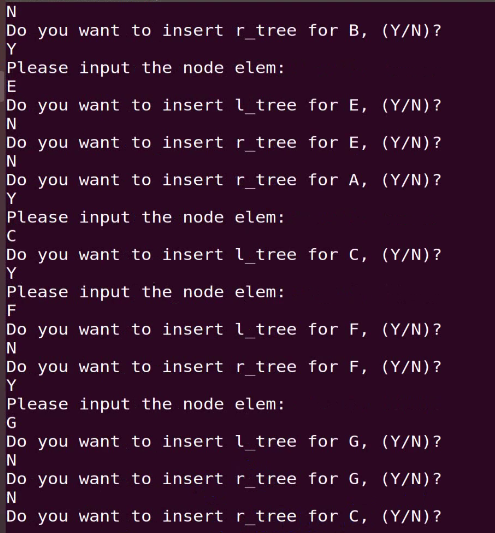 N
Do you want to insert r_tree for B, (Y/N)?
Y
Please input the node elem:
E
Do you want to insert l_tree for E, (Y/N)?
N
Do you want to insert r_tree for E, (Y/N)?
N
Do you want to insert r_tree for A, (Y/N)?
Y
Please input the node elem:
C
Do you want to insert l_tree for C, (Y/N)?
Y
Please input the node elem:
F
Do you want to insert l_tree for F, (Y/N)?
N
Do you want to insert r_tree for F, (Y/N)?
Y
Please input the node elem:
G
Do you want to insert l_tree for G, (Y/N)?
N
Do you want to insert r_tree for G, (Y/N)?
N
Do you want to insert r_tree for C, (Y/N)?